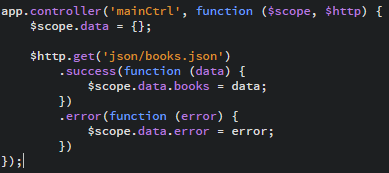 app.controller('mainCtrl', function ($scope, $http) {
    $scope.data = {};

    $http.get('json/books.json')
        .success(function (data) {
            $scope.data.books = data;
        })
        .error(function (error) {
            $scope.data.error = error;
        })
});